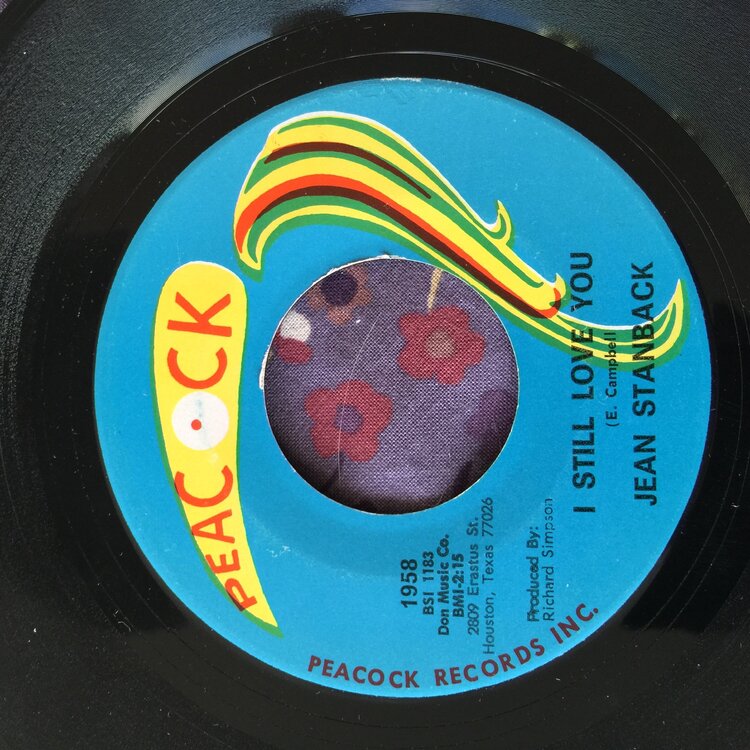 PEACOCK
1958
BSI 1183
Don Music Co.
BMI-2:15
2809 Erastus St.
Houston, Texas 77026
Produced By:
Richard Simpson
I STILL LOVE YOU
(E. Campbell)
JEAN STANBACK
PEACOCK RECORDS INC.